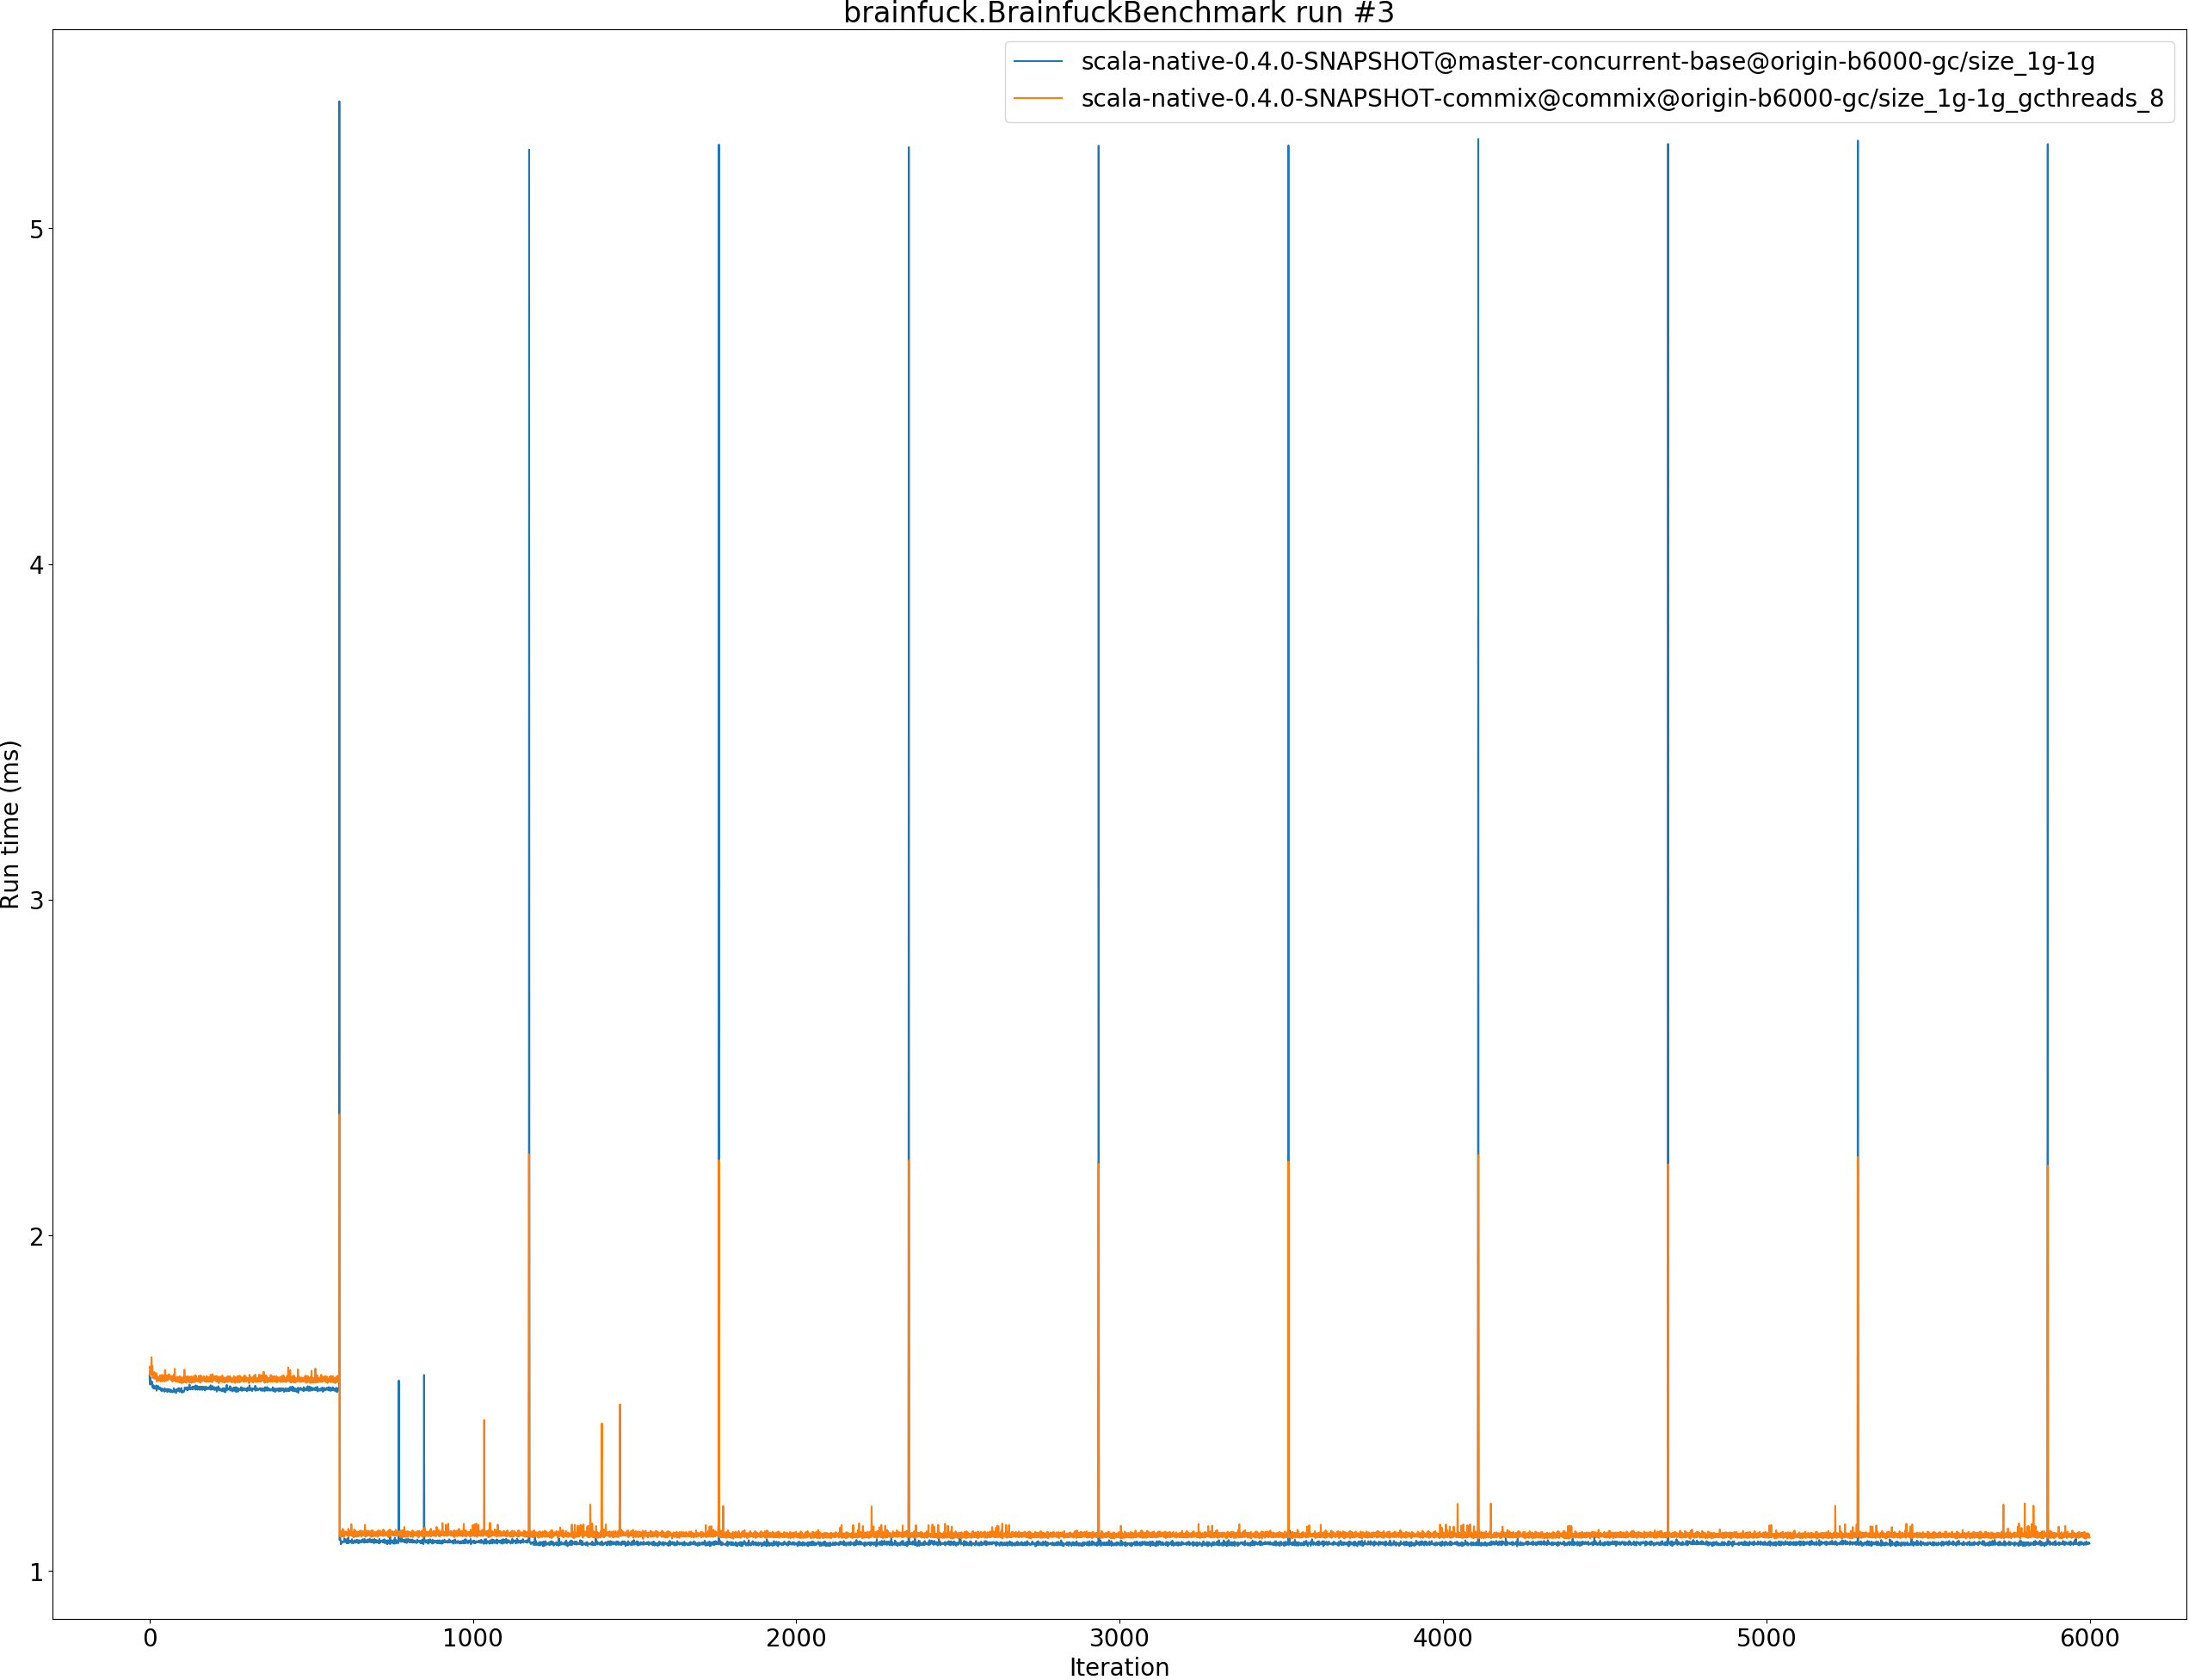 brainfuck.BrainfuckBenchmark run #3
scala-native-0.4.0-SNAPSHOT@master-concurrent-base@origin-b6000-gc/size_1g-1g
scala-native-0.4.0-SNAPSHOT-commix@commix@origin-b6000-gc/size_1g-1g_gcthreads_8
Run time (ms)
5
4
3
2
1
0 1000 2000 3000 4000 5000 6000
Iteration